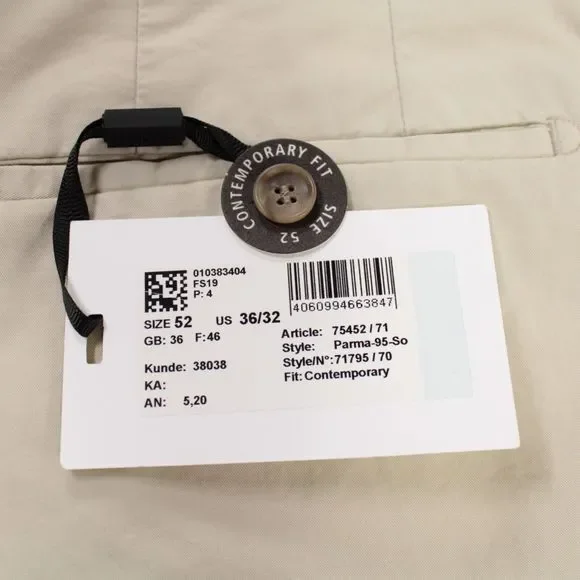 CONTEMPORARY FIT
SIZE 52
010383404
FS19
P: 4
4060994663847
SIZE 52 US 36/32
GB: 36 F:46
Article: 75452 / 71
Style: Parma-95-So
Style/N°:71795 / 70
Fit: Contemporary
Kunde: 38038
KA:
AN: 5,20